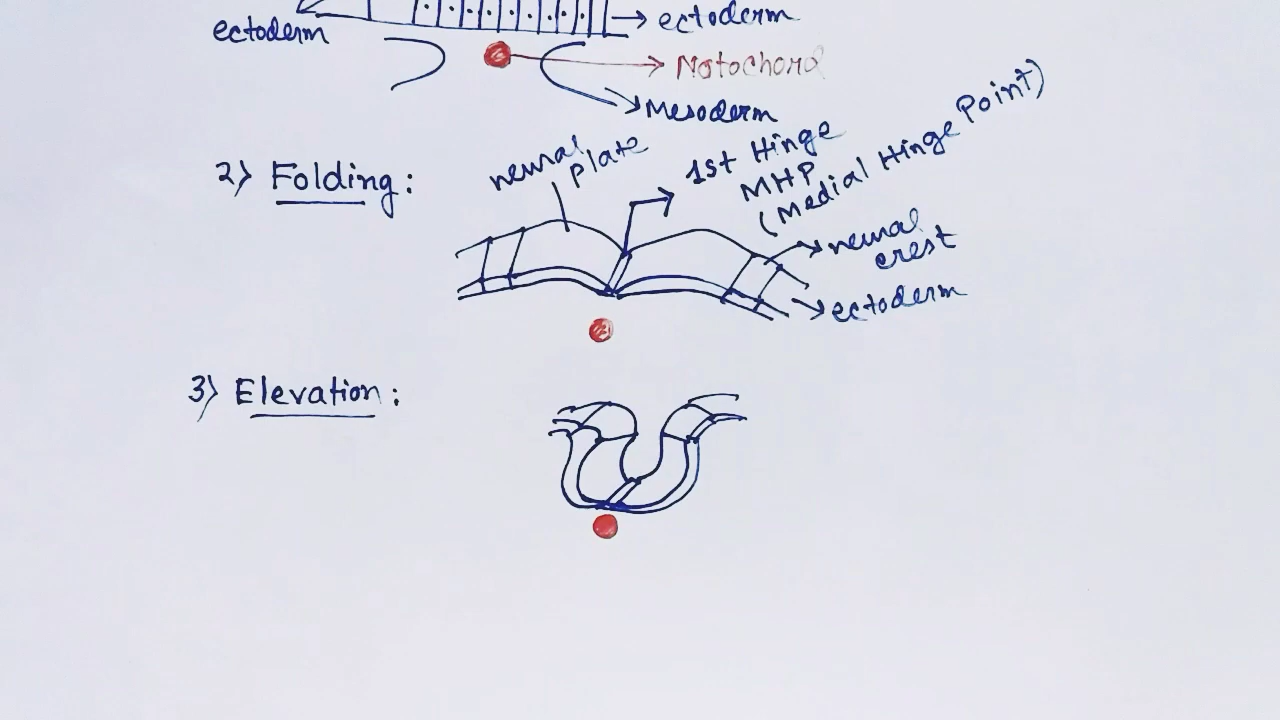 ectoderm
ectoderm
Notochord
Mesoderm
2) Folding:
neural
plate
1st Hinge
MHP
(Medial Hinge Point)
neural
crest
ectoderm
3) Elevation: